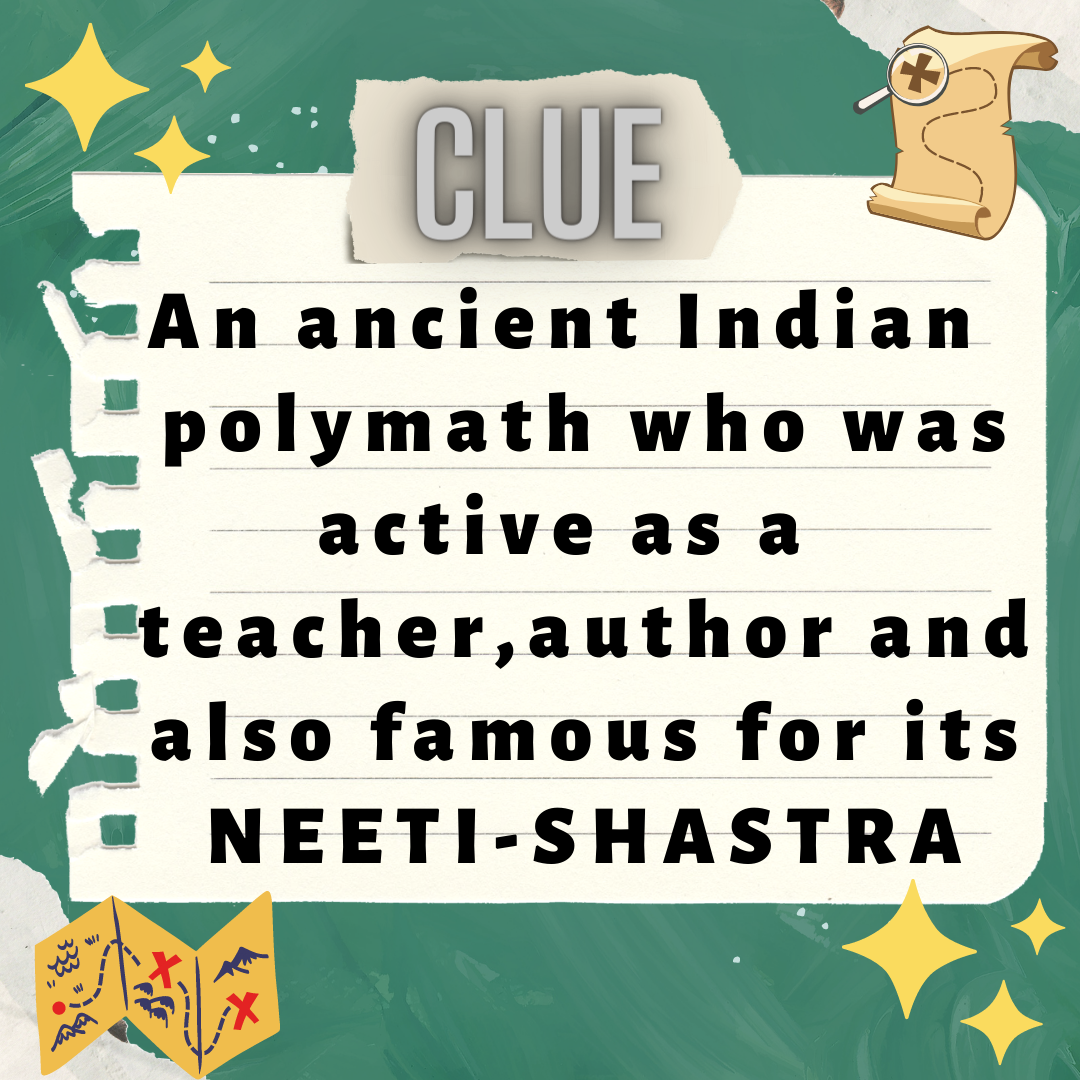 CLUE
An ancient Indian
polymath who was
active as a
teacher,author and
also famous for its
NEETI-SHASTRA